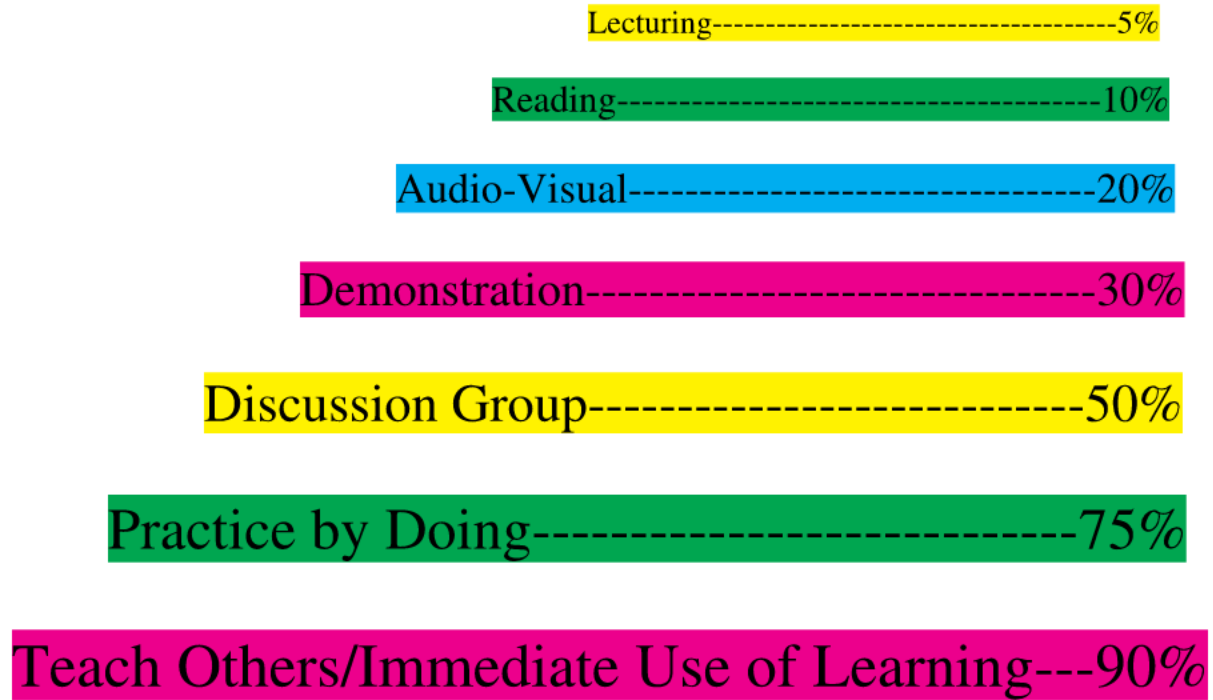 Lecturing-------------------------------------5%
Reading---------------------------------------10%
Audio-Visual---------------------------------20%
Demonstration--------------------------------30%
Discussion Group---------------------------50%
Practice by Doing----------------------------75%
Teach Others/Immediate Use of Learning---90%